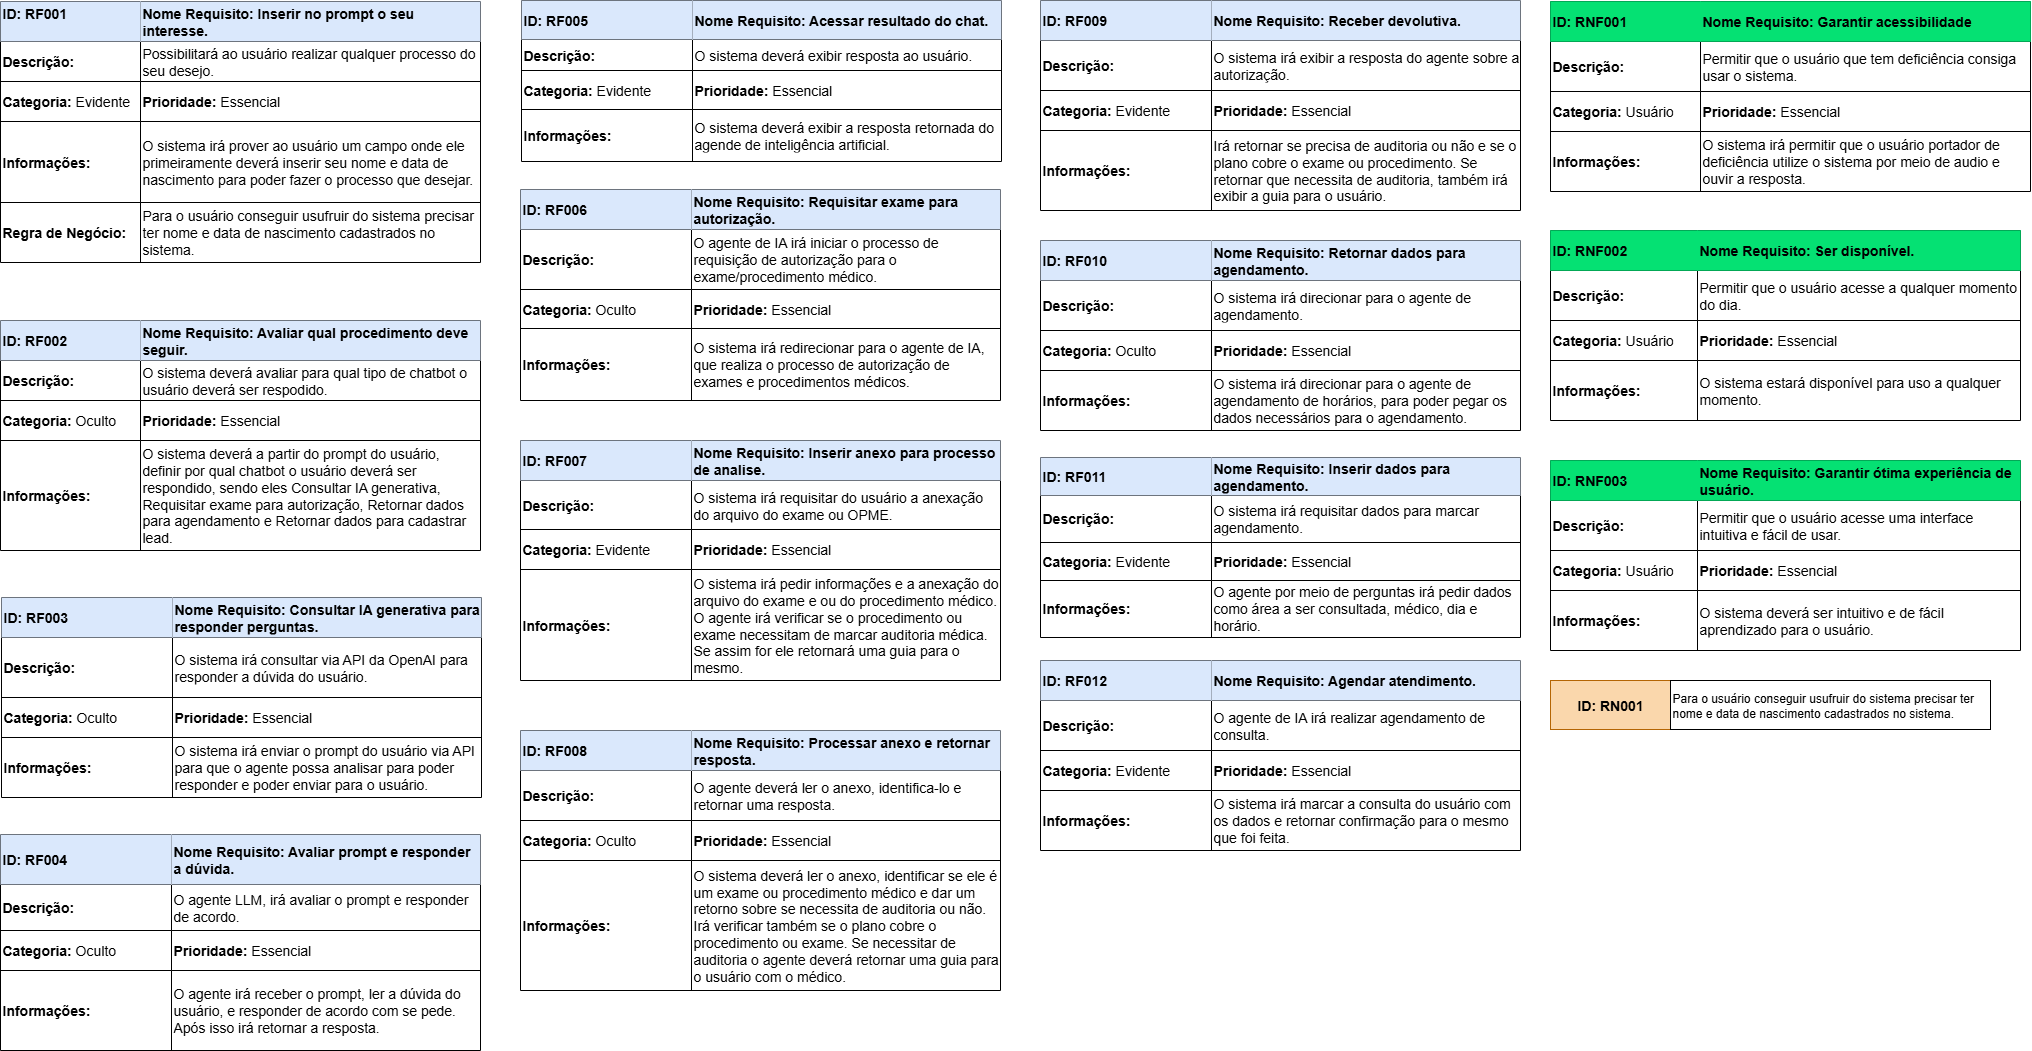 ID: RF001
Nome Requisito: Inserir no prompt o seu
interesse.
Descrição:
Possibilitará ao usuário realizar qualquer processo do
seu desejo.
Categoria: Evidente
Prioridade: Essencial
Informações:
O sistema irá prover ao usuário um campo onde ele
primeiramente deverá inserir seu nome e data de
nascimento para poder fazer o processo que desejar.
Regra de Negócio:
Para o usuário conseguir usufruir do sistema precisar
ter nome e data de nascimento cadastrados no
sistema.
ID: RF002
Nome Requisito: Avaliar qual procedimento deve
seguir.
Descrição:
O sistema deverá avaliar para qual tipo de chatbot o
usuário deverá ser respodido.
Categoria: Oculto
Prioridade: Essencial
Informações:
O sistema deverá a partir do prompt do usuário,
definir por qual chatbot o usuário deverá ser
respondido, sendo eles Consultar IA generativa,
Requisitar exame para autorização, Retornar dados
para agendamento e Retornar dados para cadastrar
lead.
ID: RF003
Nome Requisito: Consultar IA generativa para
responder perguntas.
Descrição:
O sistema irá consultar via API da OpenAI para
responder a dúvida do usuário.
Categoria: Oculto
Prioridade: Essencial
Informações:
O sistema irá enviar o prompt do usuário via API
para que o agente possa analisar para poder
responder e poder enviar para o usuário.
ID: RF004
Nome Requisito: Avaliar prompt e responder
a dúvida.
Descrição:
O agente LLM, irá avaliar o prompt e responder
de acordo.
Categoria: Oculto
Prioridade: Essencial
Informações:
O agente irá receber o prompt, ler a dúvida do
usuário, e responder de acordo com se pede.
Após isso irá retornar a resposta.
ID: RF005
Nome Requisito: Acessar resultado do chat.
Descrição:
O sistema deverá exibir resposta ao usuário.
Categoria: Evidente
Prioridade: Essencial
Informações:
O sistema deverá exibir a resposta retornada do
agende de inteligência artificial.
ID: RF006
Nome Requisito: Requisitar exame para
autorização.
Descrição:
O agente de IA irá iniciar o processo de
requisição de autorização para o
exame/procedimento médico.
Categoria: Oculto
Prioridade: Essencial
Informações:
O sistema irá redirecionar para o agente de IA,
que realiza o processo de autorização de
exames e procedimentos médicos.
ID: RF007
Nome Requisito: Inserir anexo para processo
de analise.
Descrição:
O sistema irá requisitar do usuário a anexação
do arquivo do exame ou OPME.
Categoria: Evidente
Prioridade: Essencial
Informações:
O sistema irá pedir informações e a anexação do
arquivo do exame e ou do procedimento médico.
O agente irá verificar se o procedimento ou
exame necessitam de marcar auditoria médica.
Se assim for ele retornará uma guia para o
mesmo.
ID: RF008
Nome Requisito: Processar anexo e retornar
resposta.
Descrição:
O agente deverá ler o anexo, identifica-lo e
retornar uma resposta.
Categoria: Oculto
Prioridade: Essencial
Informações:
O sistema deverá ler o anexo, identificar se ele é
um exame ou procedimento médico e dar um
retorno sobre se necessita de auditoria ou não.
Irá verificar também se o plano cobre o
procedimento ou exame. Se necessitar de
auditoria o agente deverá retornar uma guia para
o usuário com o médico.
ID: RF009
Nome Requisito: Receber devolutiva.
Descrição:
O sistema irá exibir a resposta do agente sobre a
autorização.
Categoria: Evidente
Prioridade: Essencial
Informações:
Irá retornar se precisa de auditoria ou não e se o
plano cobre o exame ou procedimento. Se
retornar que necessita de auditoria, também irá
exibir a guia para o usuário.
ID: RF010
Nome Requisito: Retornar dados para
agendamento.
Descrição:
O sistema irá direcionar para o agente de
agendamento.
Categoria: Oculto
Prioridade: Essencial
Informações:
O sistema irá direcionar para o agente de
agendamento de horários, para poder pegar os
dados necessários para o agendamento.
ID: RF011
Nome Requisito: Inserir dados para
agendamento.
Descrição:
O sistema irá requisitar dados para marcar
agendamento.
Categoria: Evidente
Prioridade: Essencial
Informações:
O agente por meio de perguntas irá pedir dados
como área a ser consultada, médico, dia e
horário.
ID: RF012
Nome Requisito: Agendar atendimento.
Descrição:
O agente de IA irá realizar agendamento de
consulta.
Categoria: Evidente
Prioridade: Essencial
Informações:
O sistema irá marcar a consulta do usuário com
os dados e retornar confirmação para o mesmo
que foi feita.
ID: RNF001
Nome Requisito: Garantir acessibilidade
Descrição:
Permitir que o usuário que tem deficiência consiga
usar o sistema.
Categoria: Usuário
Prioridade: Essencial
Informações:
O sistema irá permitir que o usuário portador de
deficiência utilize o sistema por meio de audio e
ouvir a resposta.
ID: RNF002
Nome Requisito: Ser disponível.
Descrição:
Permitir que o usuário acesse a qualquer momento
do dia.
Categoria: Usuário
Prioridade: Essencial
Informações:
O sistema estará disponível para uso a qualquer
momento.
ID: RNF003
Nome Requisito: Garantir ótima experiência de
usuário.
Descrição:
Permitir que o usuário acesse uma interface
intuitiva e fácil de usar.
Categoria: Usuário
Prioridade: Essencial
Informações:
O sistema deverá ser intuitivo e de fácil
aprendizado para o usuário.
ID: RN001
Para o usuário conseguir usufruir do sistema precisar ter
nome e data de nascimento cadastrados no sistema.